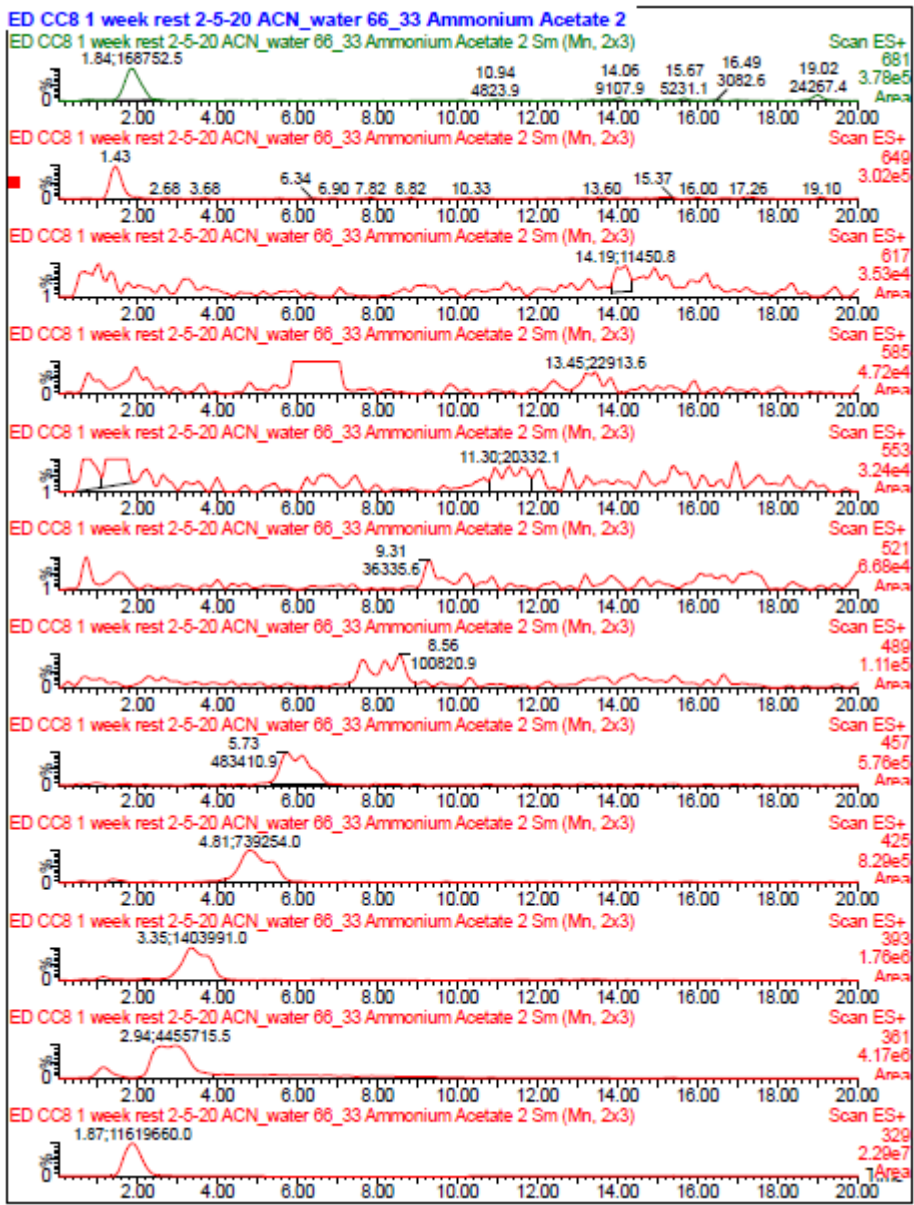 ED CC8 1 week rest 2-5-20 ACN_water 66_33 Ammonium Acetate 2
ED CC8 1 week rest 2-5-20 ACN_water 66_33 Ammonium Acetate 2 Sm (Mn, 2x3) Scan ES+
681
3.78e5
Area
1.84;168752.5
10.94
4823.9
14.06
9107.9
15.67
5231.1
16.49
3082.6
19.02
24267.4
%
0
2.00 4.00 6.00 8.00 10.00 12.00 14.00 16.00 18.00 20.00
ED CC8 1 week rest 2-5-20 ACN_water 66_33 Ammonium Acetate 2 Sm (Mn, 2x3) Scan ES+
649
3.02e5
1.43 2.68 3.68 6.34 6.90 7.82 8.82 10.33 13.60 15.37 16.00 17.26 19.10
%
0
2.00 4.00 6.00 8.00 10.00 12.00 14.00 16.00 18.00 20.00
ED CC8 1 week rest 2-5-20 ACN_water 66_33 Ammonium Acetate 2 Sm (Mn, 2x3) Scan ES+
617
3.53e4
Area
14.19;11450.8
%
1
2.00 4.00 6.00 8.00 10.00 12.00 14.00 16.00 18.00 20.00
ED CC8 1 week rest 2-5-20 ACN_water 66_33 Ammonium Acetate 2 Sm (Mn, 2x3) Scan ES+
585
4.72e4
Area
13.45;22913.6
%
0
2.00 4.00 6.00 8.00 10.00 12.00 14.00 16.00 18.00 20.00
ED CC8 1 week rest 2-5-20 ACN_water 66_33 Ammonium Acetate 2 Sm (Mn, 2x3) Scan ES+
553
3.24e4
Area
11.30;20332.1
%
1
2.00 4.00 6.00 8.00 10.00 12.00 14.00 16.00 18.00 20.00
ED CC8 1 week rest 2-5-20 ACN_water 66_33 Ammonium Acetate 2 Sm (Mn, 2x3) Scan ES+
521
6.68e4
Area
9.31
36335.6
%
1
2.00 4.00 6.00 8.00 10.00 12.00 14.00 16.00 18.00 20.00
ED CC8 1 week rest 2-5-20 ACN_water 66_33 Ammonium Acetate 2 Sm (Mn, 2x3) Scan ES+
489
1.11e5
Area
8.56
100820.9
%
0
2.00 4.00 6.00 8.00 10.00 12.00 14.00 16.00 18.00 20.00
ED CC8 1 week rest 2-5-20 ACN_water 66_33 Ammonium Acetate 2 Sm (Mn, 2x3) Scan ES+
457
5.76e5
Area
5.73
483410.9
%
0
2.00 4.00 6.00 8.00 10.00 12.00 14.00 16.00 18.00 20.00
ED CC8 1 week rest 2-5-20 ACN_water 66_33 Ammonium Acetate 2 Sm (Mn, 2x3) Scan ES+
425
8.29e5
Area
4.81;739254.0
%
0
2.00 4.00 6.00 8.00 10.00 12.00 14.00 16.00 18.00 20.00
ED CC8 1 week rest 2-5-20 ACN_water 66_33 Ammonium Acetate 2 Sm (Mn, 2x3) Scan ES+
393
1.76e6
Area
3.35;1403991.0
%
0
2.00 4.00 6.00 8.00 10.00 12.00 14.00 16.00 18.00 20.00
ED CC8 1 week rest 2-5-20 ACN_water 66_33 Ammonium Acetate 2 Sm (Mn, 2x3) Scan ES+
361
4.17e6
Area
2.94;4455715.5
%
0
2.00 4.00 6.00 8.00 10.00 12.00 14.00 16.00 18.00 20.00
ED CC8 1 week rest 2-5-20 ACN_water 66_33 Ammonium Acetate 2 Sm (Mn, 2x3) Scan ES+
329
2.29e7
Area
1.87;11619660.0
%
0
2.00 4.00 6.00 8.00 10.00 12.00 14.00 16.00 18.00 20.00